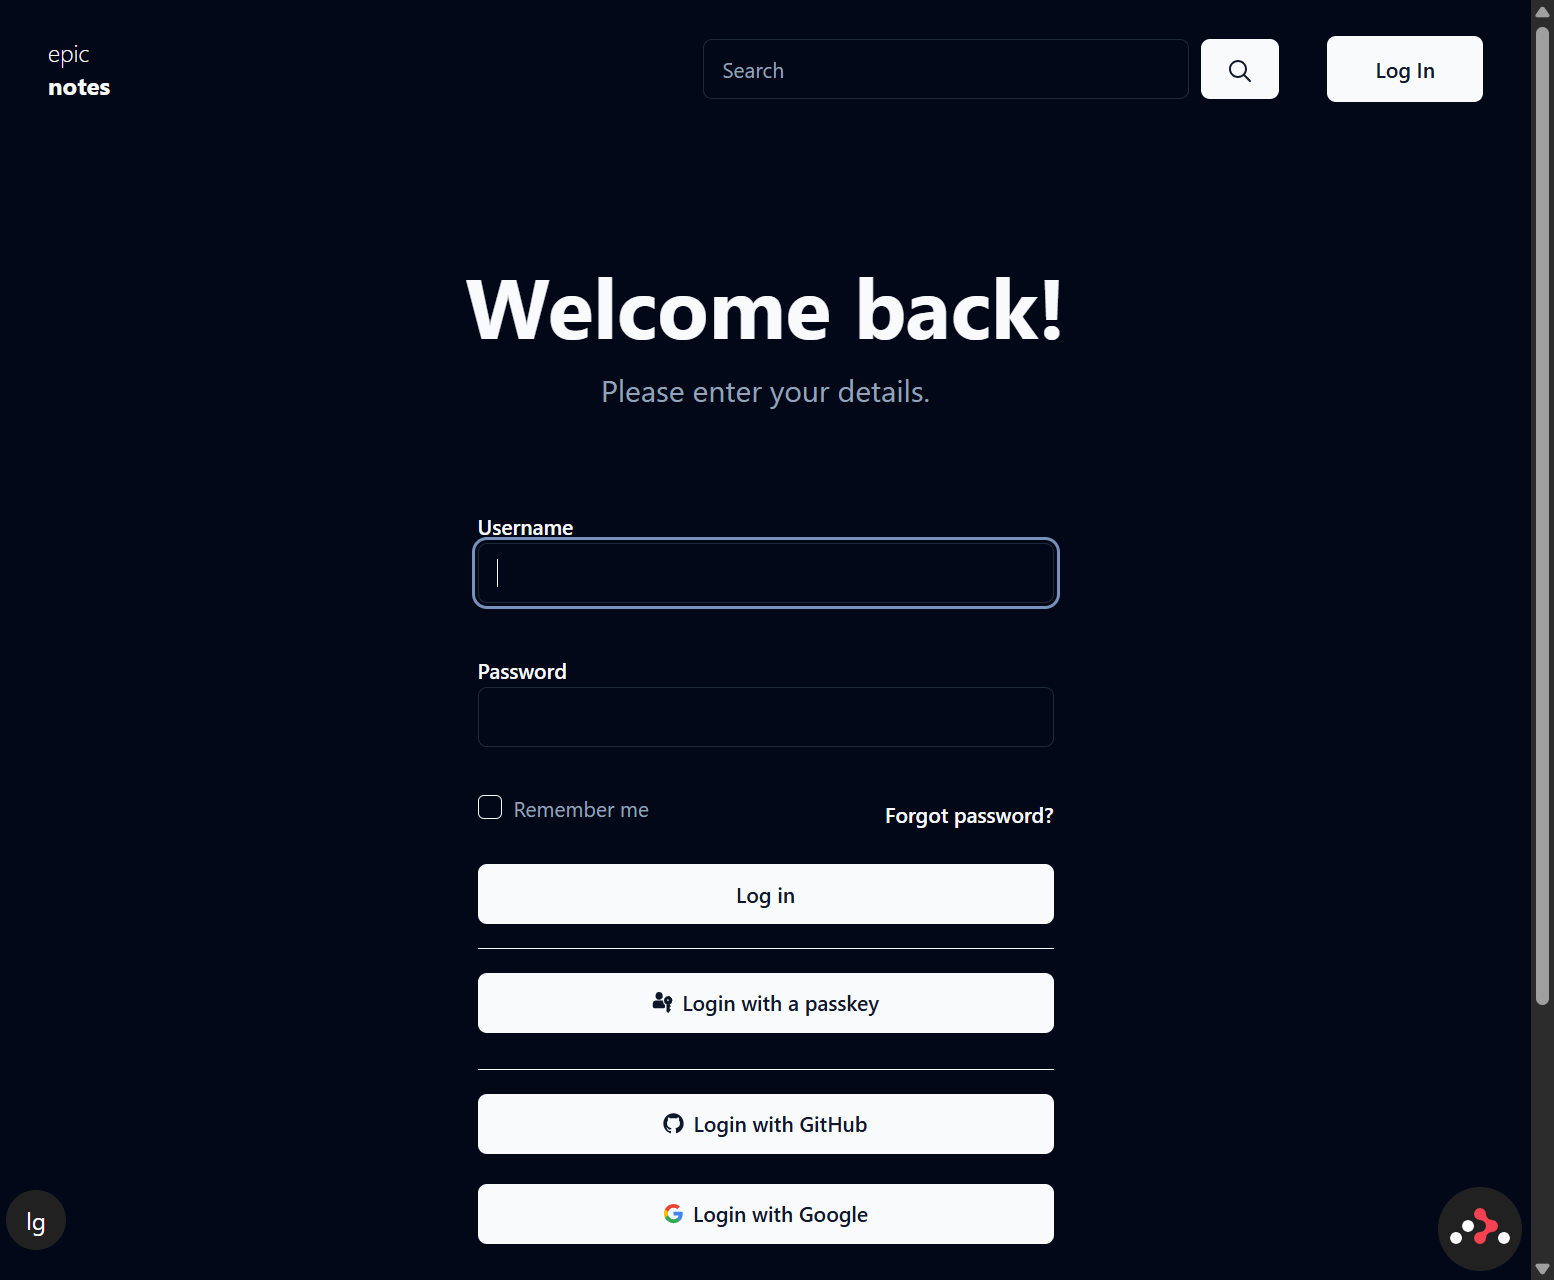 epic
notes
Search
Log In
Welcome back!
Please enter your details.
Username
Password
Remember me
Forgot password?
Log in
Login with a passkey
Login with GitHub
Login with Google
lg